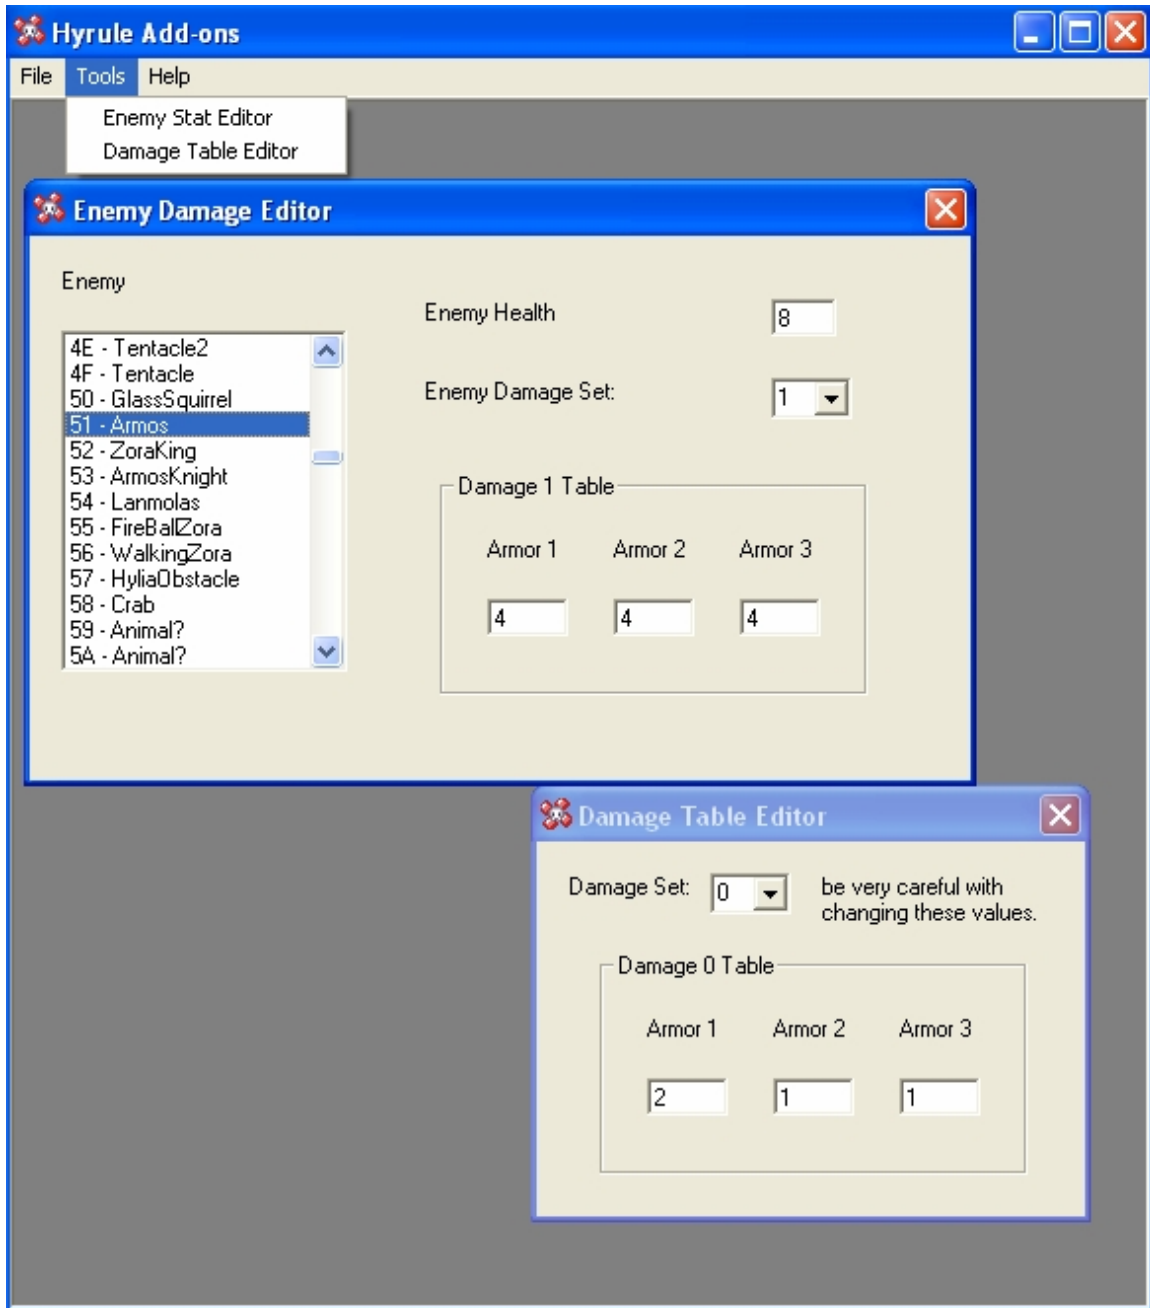 Hyrule Add-ons
File Tools Help
Enemy Stat Editor
Damage Table Editor
Enemy Damage Editor
Enemy
4E - Tentacle2
4F - Tentacle
50 - GlassSquirrel
51 - Armos
52 - ZoraKing
53 - ArmosKnight
54 - Lanmolas
55 - FireBallZora
56 - WalkingZora
57 - HyliaObstacle
58 - Crab
59 - Animal?
5A - Animal?
Enemy Health 8
Enemy Damage Set: 1
Damage 1 Table
Armor 1 Armor 2 Armor 3
4 4 4
Damage Table Editor
Damage Set: 0
be very careful with
changing these values.
Damage 0 Table
Armor 1 Armor 2 Armor 3
2 1 1